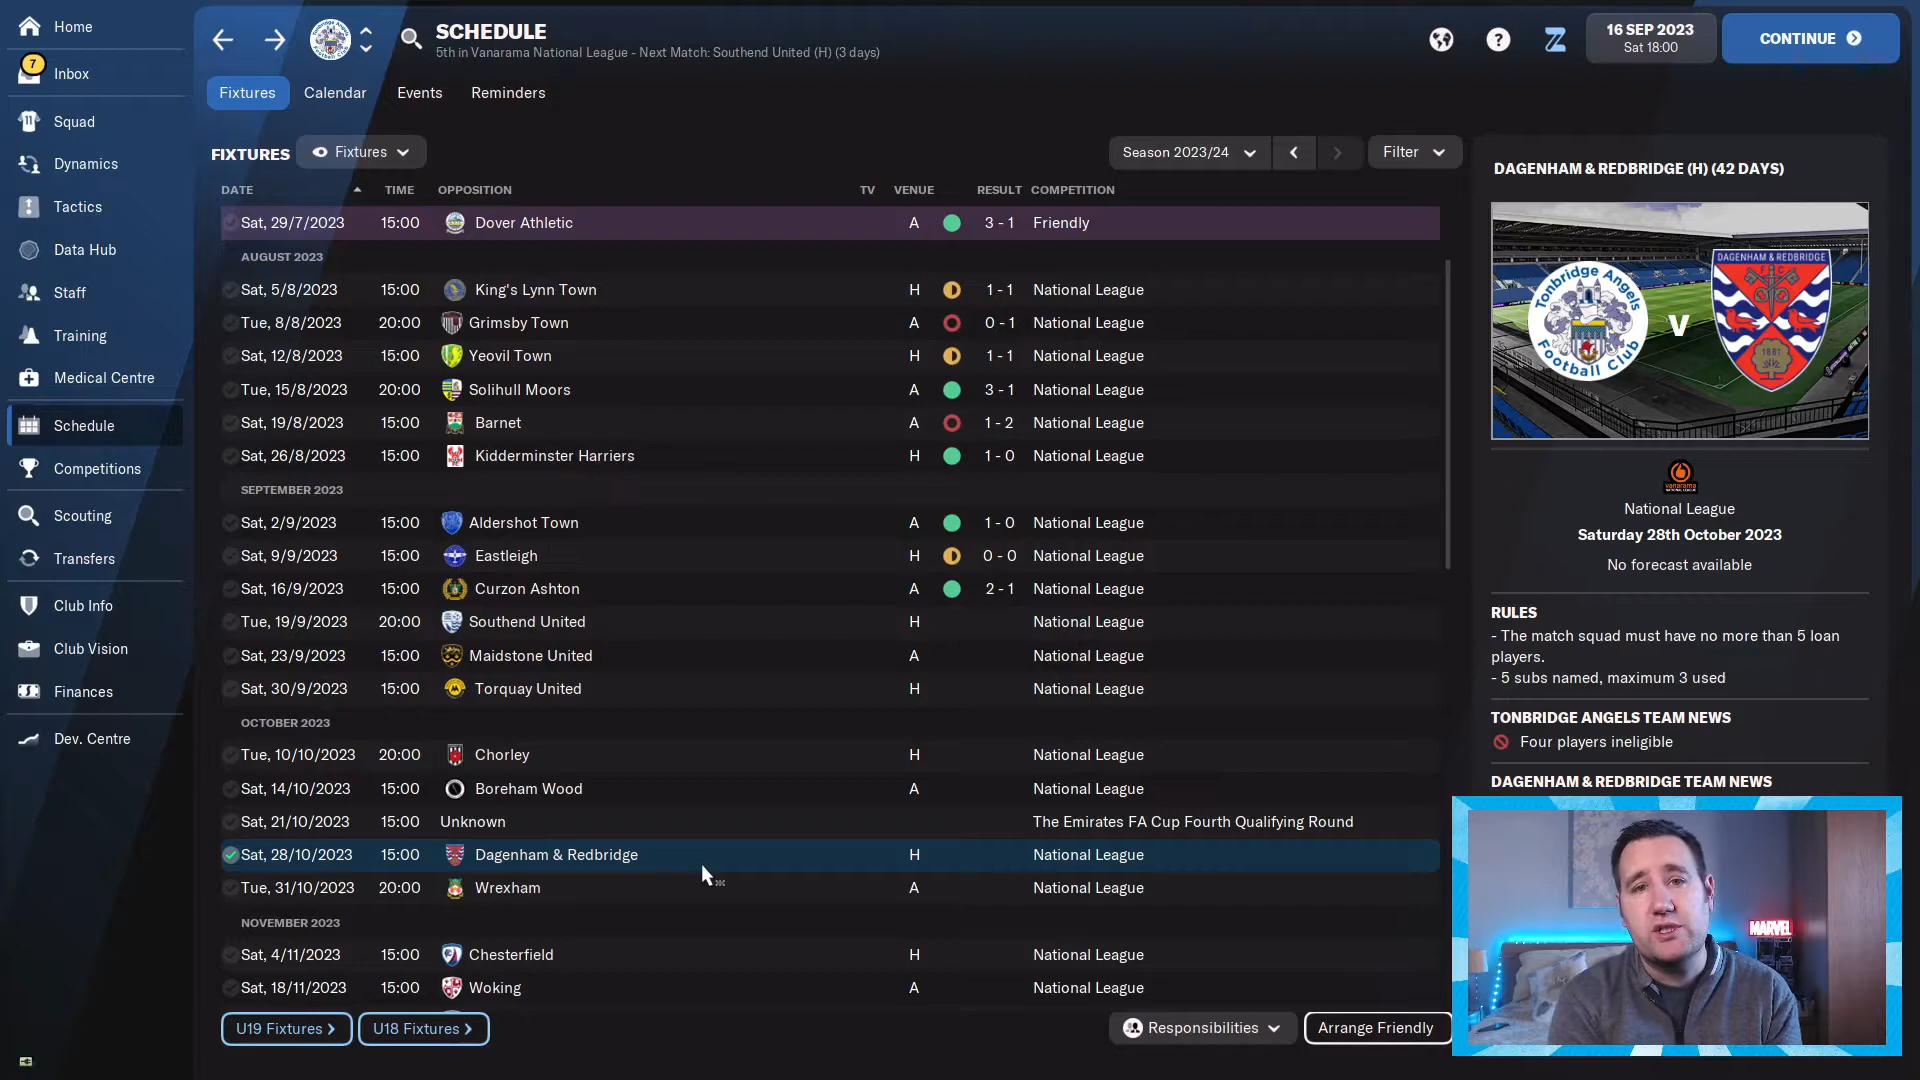 Home
7
Inbox
Squad
Dynamics
Tactics
Data Hub
Staff
Training
Medical Centre
Schedule
Competitions
Scouting
Transfers
Club Info
Club Vision
Finances
Dev. Centre
SCHEDULE
5th in Vanarama National League - Next Match: Southend United (H) (3 days)
16 SEP 2023
Sat 18:00
CONTINUE
Fixtures Calendar Events Reminders
FIXTURES Fixtures
Season 2023/24 Filter
DATE TIME OPPOSITION TV VENUE RESULT COMPETITION
Sat, 29/7/2023 15:00 Dover Athletic A 3 - 1 Friendly
AUGUST 2023
Sat, 5/8/2023 15:00 King's Lynn Town H 1 - 1 National League
Tue, 8/8/2023 20:00 Grimsby Town A 0 - 1 National League
Sat, 12/8/2023 15:00 Yeovil Town H 1 - 1 National League
Tue, 15/8/2023 20:00 Solihull Moors A 3 - 1 National League
Sat, 19/8/2023 15:00 Barnet A 1 - 2 National League
Sat, 26/8/2023 15:00 Kidderminster Harriers H 1 - 0 National League
SEPTEMBER 2023
Sat, 2/9/2023 15:00 Aldershot Town A 1 - 0 National League
Sat, 9/9/2023 15:00 Eastleigh H 0 - 0 National League
Sat, 16/9/2023 15:00 Curzon Ashton A 2 - 1 National League
Tue, 19/9/2023 20:00 Southend United H National League
Sat, 23/9/2023 15:00 Maidstone United A National League
Sat, 30/9/2023 15:00 Torquay United H National League
OCTOBER 2023
Tue, 10/10/2023 20:00 Chorley H National League
Sat, 14/10/2023 15:00 Boreham Wood A National League
Sat, 21/10/2023 15:00 Unknown The Emirates FA Cup Fourth Qualifying Round
Sat, 28/10/2023 15:00 Dagenham & Redbridge H National League
Tue, 31/10/2023 20:00 Wrexham A National League
NOVEMBER 2023
Sat, 4/11/2023 15:00 Chesterfield H National League
Sat, 18/11/2023 15:00 Woking A National League
U19 Fixtures U18 Fixtures
Responsibilities Arrange Friendly
DAGENHAM & REDBRIDGE (H) (42 DAYS)
Tonbridge Angels
Football Club
V
DAGENHAM & REDBRIDGE
FC
1881
vanarama
National League
Saturday 28th October 2023
No forecast available
RULES
- The match squad must have no more than 5 loan
players.
- 5 subs named, maximum 3 used
TONBRIDGE ANGELS TEAM NEWS
Four players ineligible
DAGENHAM & REDBRIDGE TEAM NEWS
MARVEL